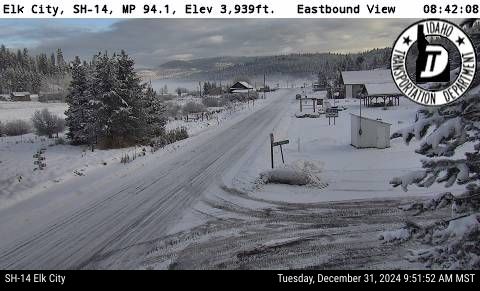 Elk City, SH-14, MP 94.1, Elev 3,939ft. Eastbound View 08:42:08
IDAHO
TRANSPORTATION DEPARTMENT
SH-14 Elk City Tuesday, December 31, 2024 9:51:52 AM MST